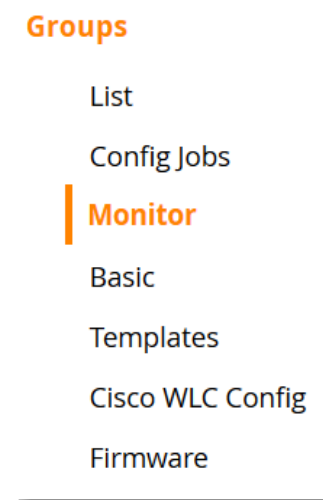 Groups
List
Config Jobs
Monitor
Basic
Templates
Cisco WLC Config
Firmware